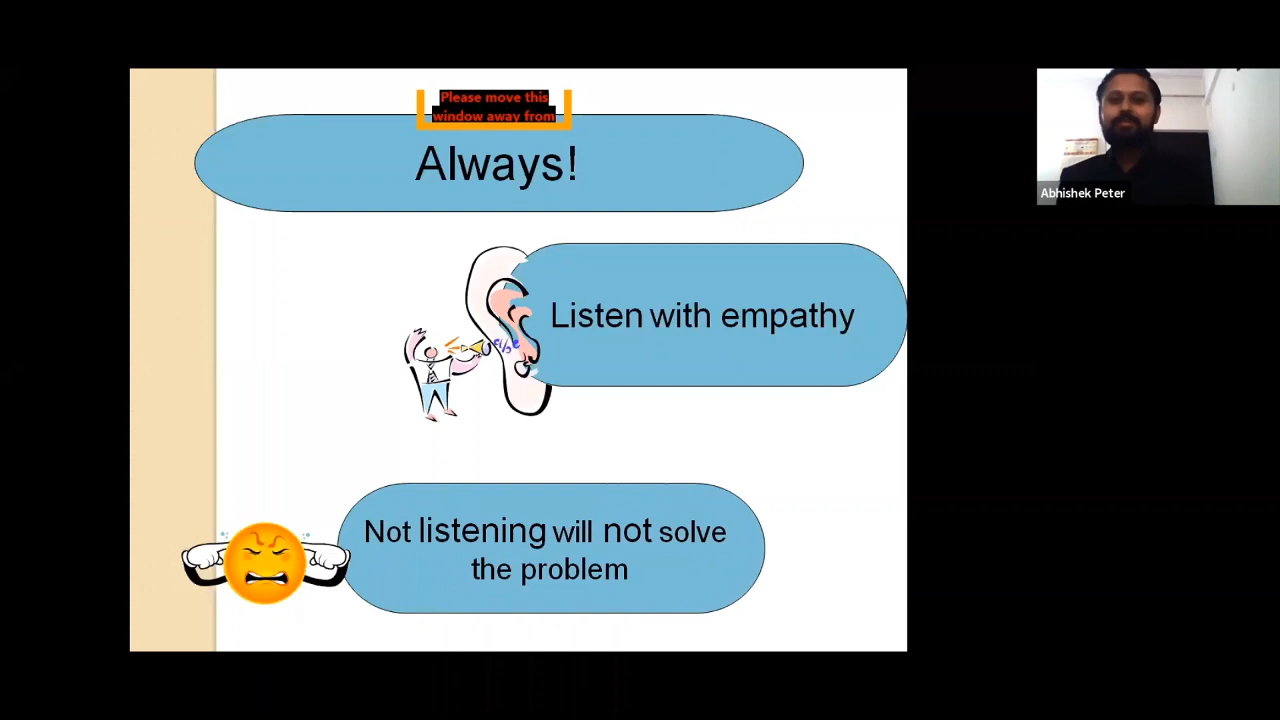 Please move this
window away from
Always!
Listen with empathy
Not listening will not solve
the problem
Abhishek Peter